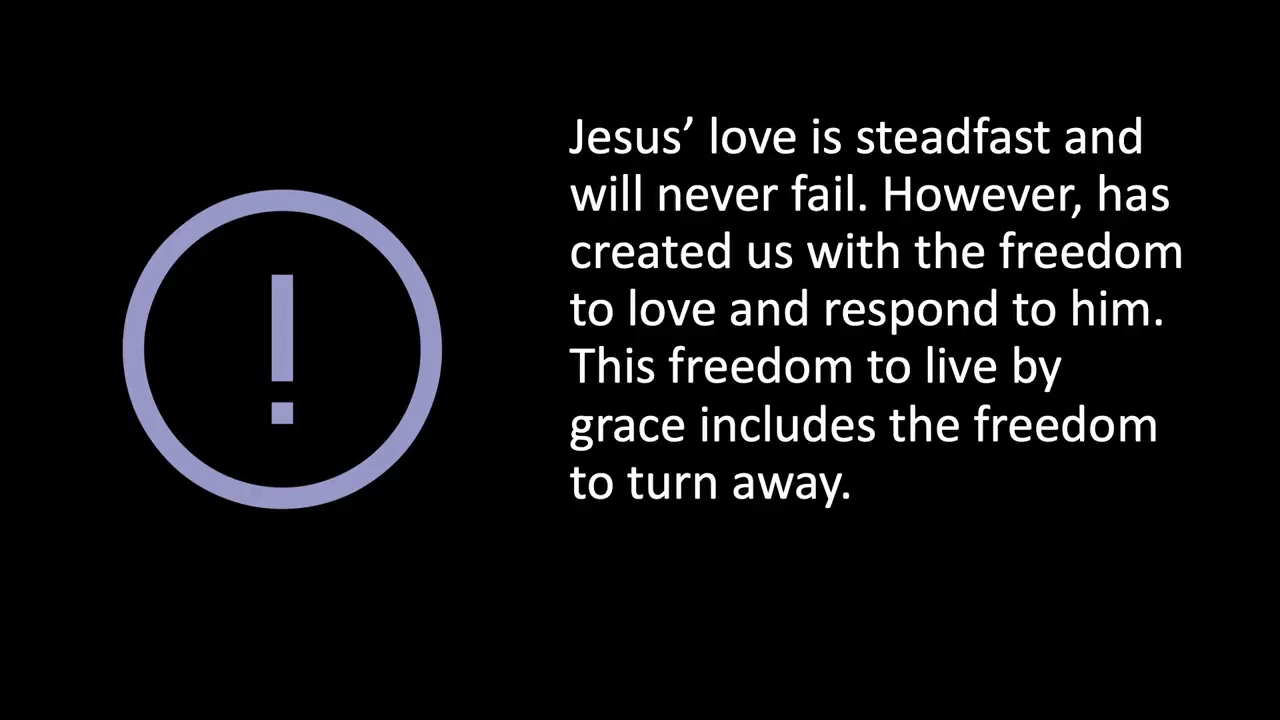 Jesus’ love is steadfast and
will never fail. However, has
created us with the freedom
to love and respond to him.
This freedom to live by
grace includes the freedom
to turn away.